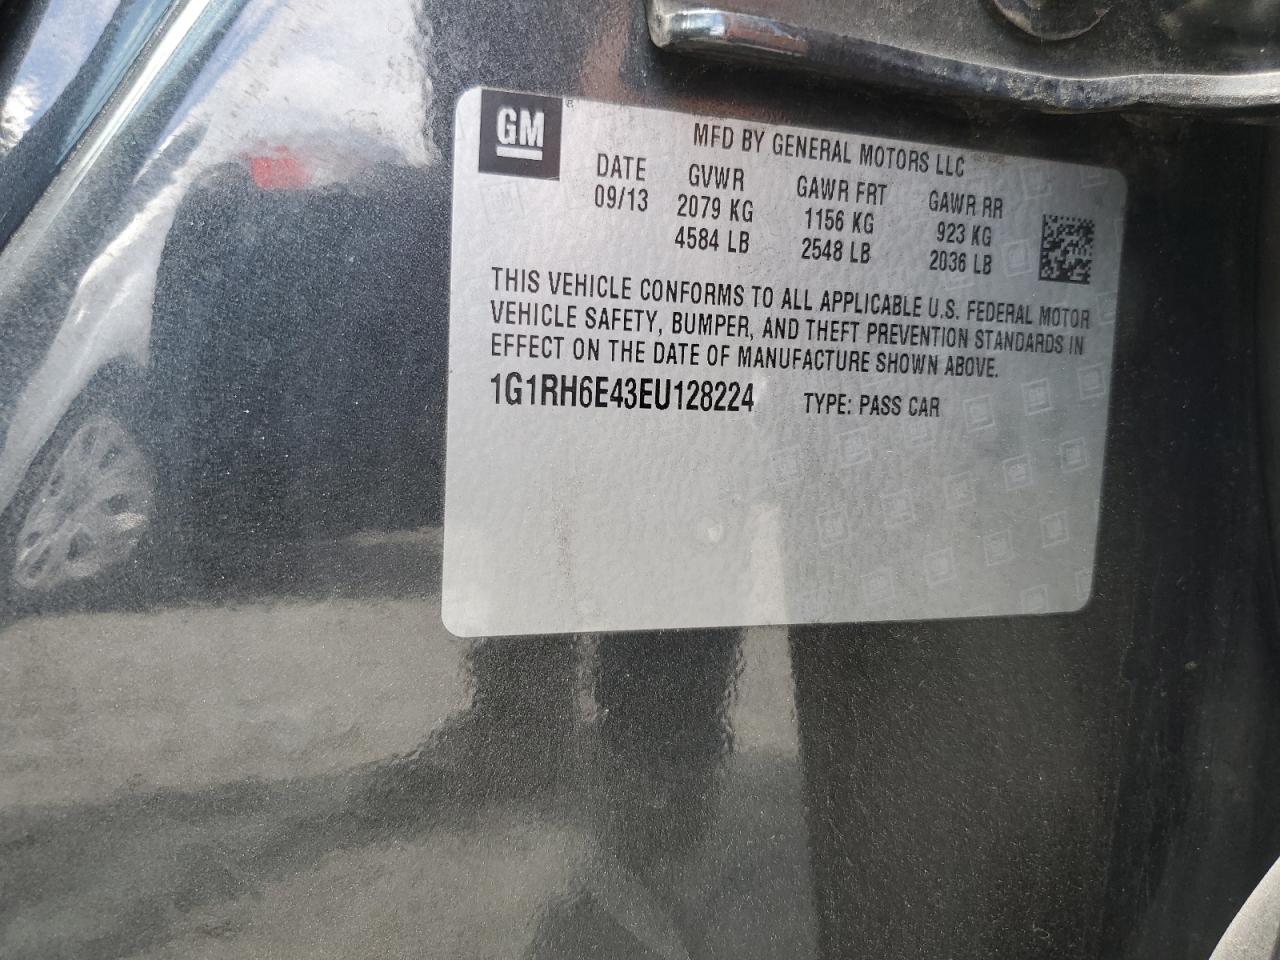 GM ®
MFD BY GENERAL MOTORS LLC
DATE GVWR GAWR FRT GAWR RR
09/13 2079 KG 1156 KG 923 KG
4584 LB 2548 LB 2036 LB
THIS VEHICLE CONFORMS TO ALL APPLICABLE U.S. FEDERAL MOTOR
VEHICLE SAFETY, BUMPER, AND THEFT PREVENTION STANDARDS IN
EFFECT ON THE DATE OF MANUFACTURE SHOWN ABOVE.
1G1RH6E43EU128224 TYPE: PASS CAR